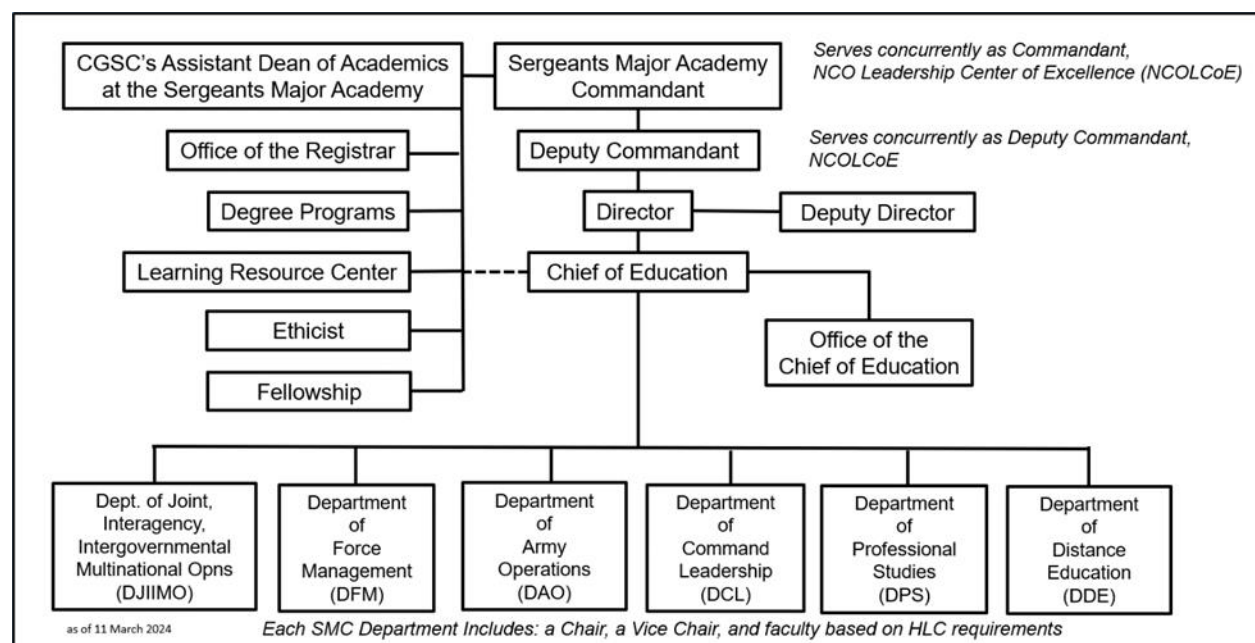 CGSC's Assistant Dean of Academics
at the Sergeants Major Academy
Sergeants Major Academy
Commandant
Serves concurrently as Commandant,
NCO Leadership Center of Excellence (NCOLCoE)
Office of the Registrar
Deputy Commandant
Serves concurrently as Deputy Commandant,
NCOLCoE
Degree Programs
Director
Deputy Director
Learning Resource Center
Chief of Education
Ethicist
Office of the
Chief of Education
Fellowship
Dept. of Joint,
Interagency,
Intergovernmental
Multinational Opns
(DJIIMO)
Department
of
Force
Management
(DFM)
Department
of
Army
Operations
(DAO)
Department
of
Command
Leadership
(DCL)
Department
of
Professional
Studies
(DPS)
Department
of
Distance
Education
(DDE)
as of 11 March 2024
Each SMC Department Includes: a Chair, a Vice Chair, and faculty based on HLC requirements